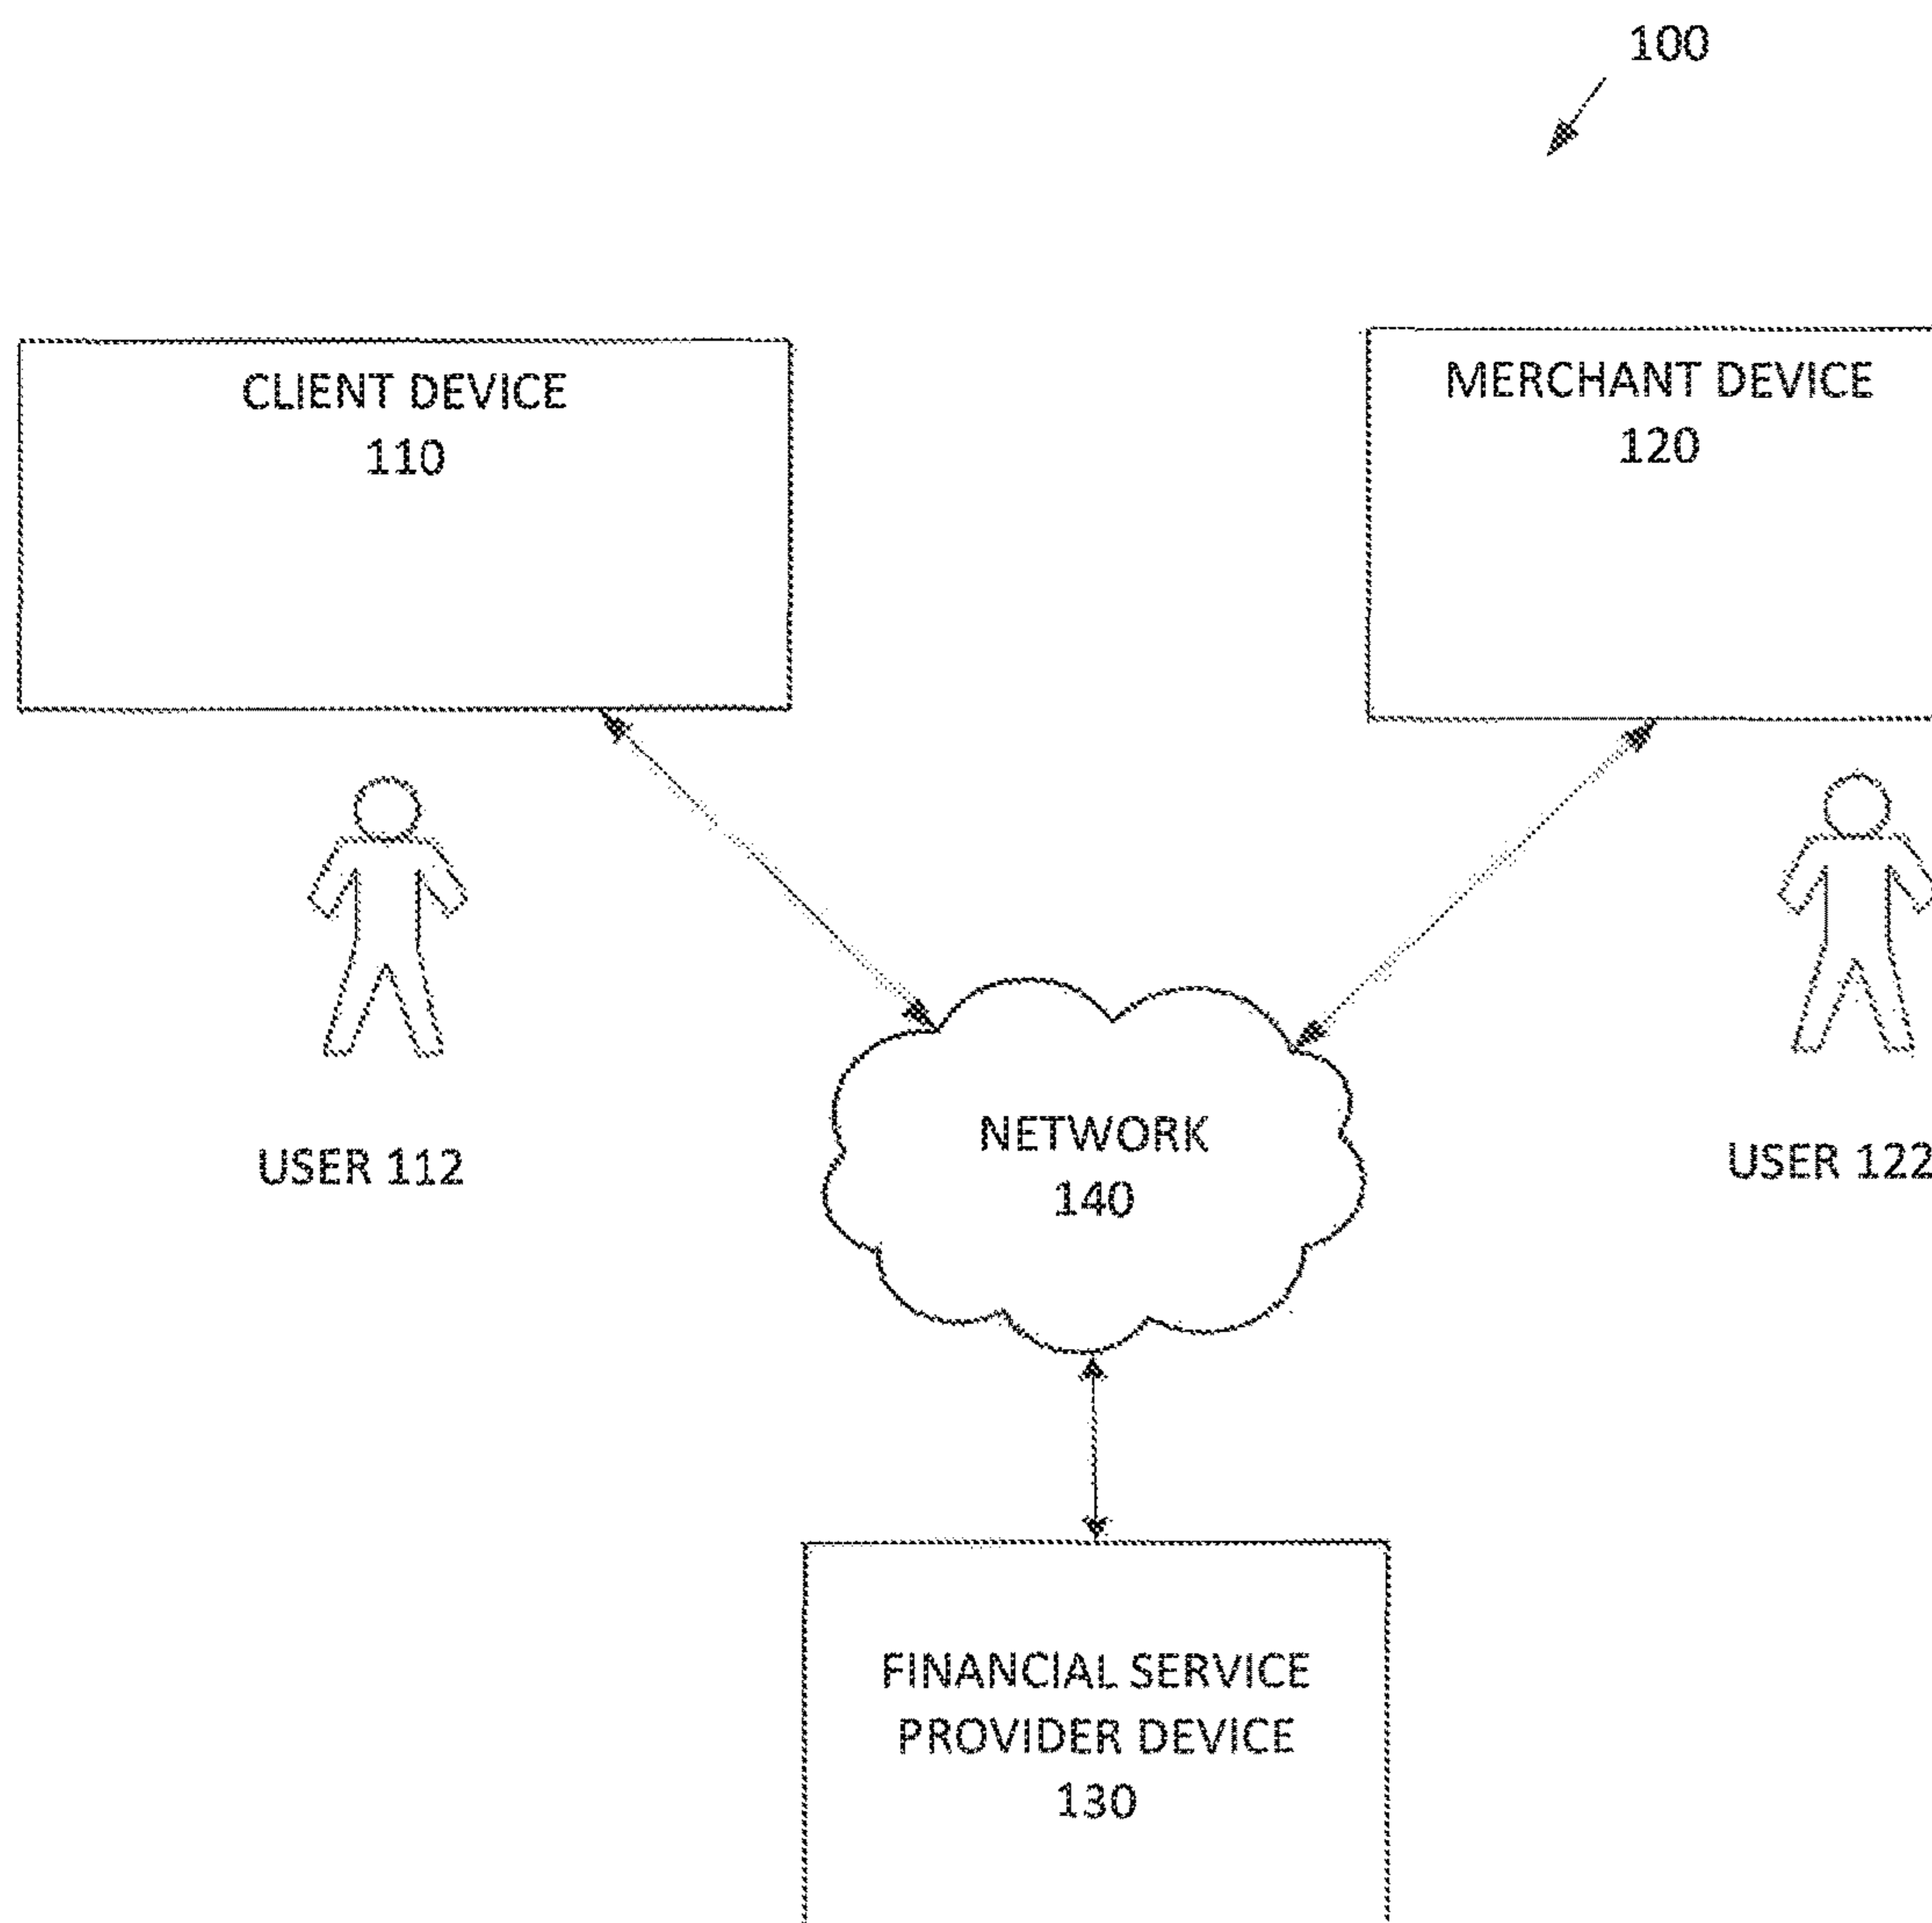 100
CLIENT DEVICE
110
MERCHANT DEVICE
120
USER 112
NETWORK
140
USER 122
FINANCIAL SERVICE
PROVIDER DEVICE
130